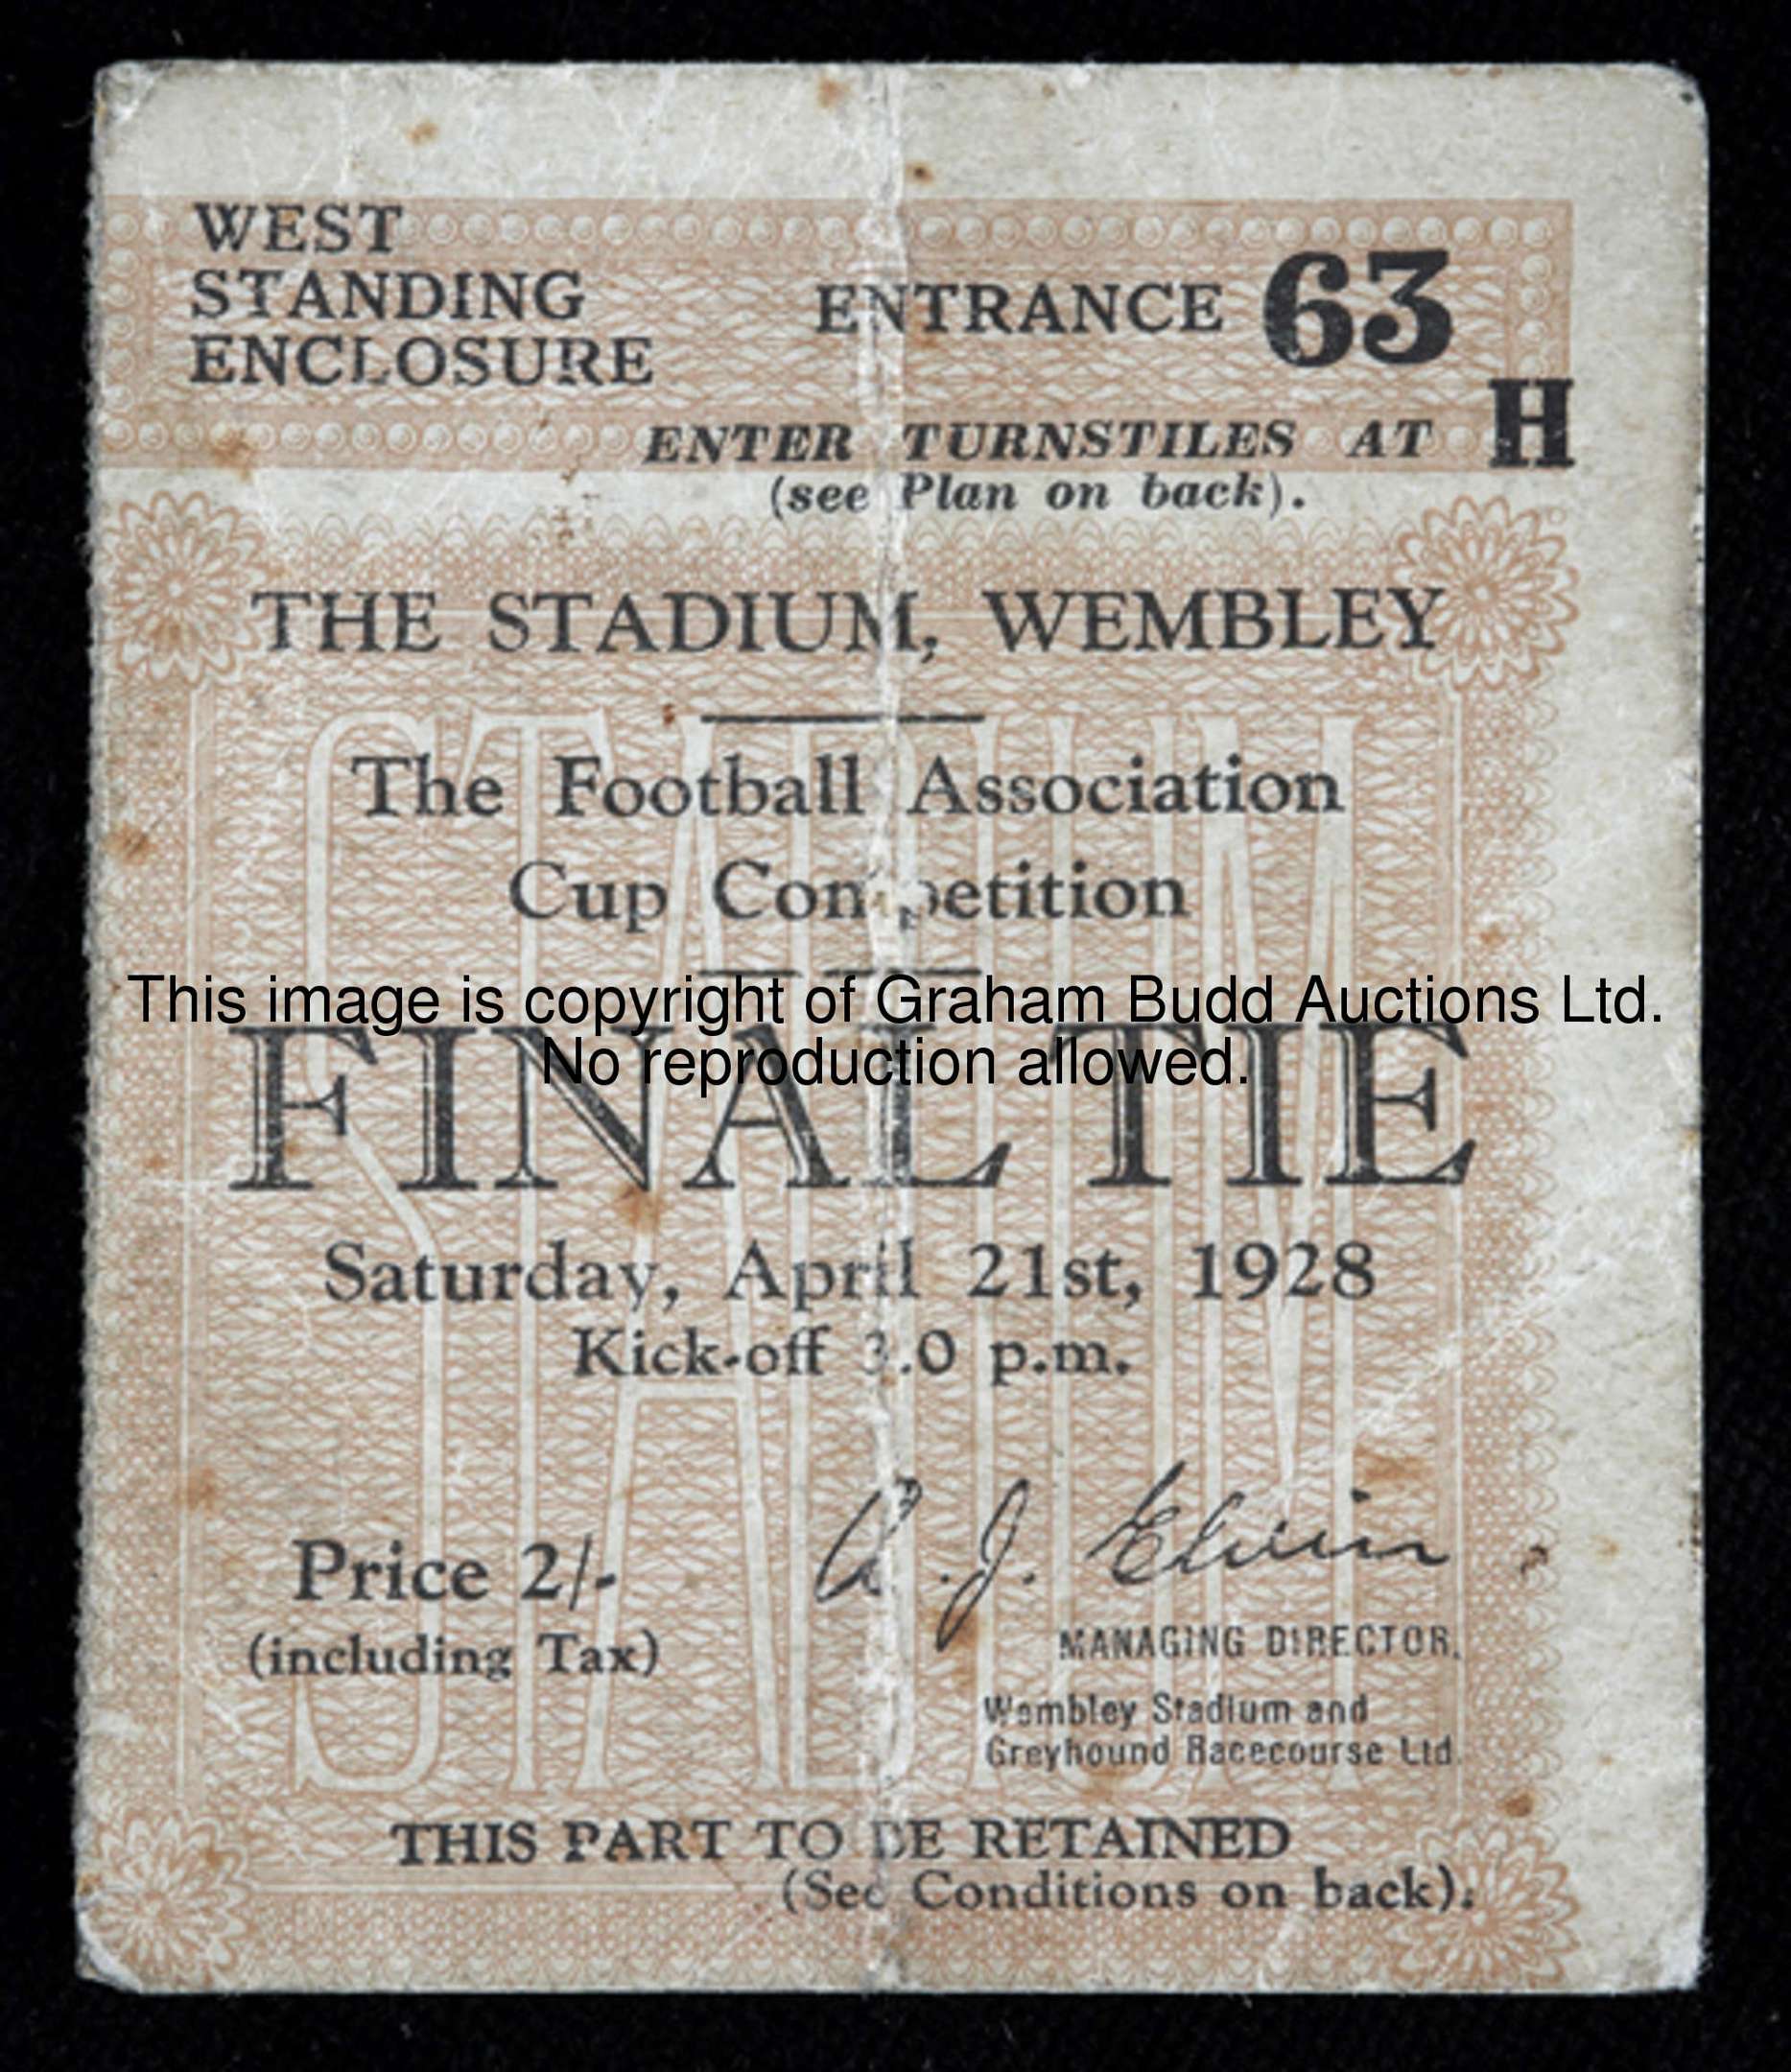 WEST
STANDING
ENCLOSURE
ENTRANCE 63
ENTER TURNSTILES AT H
(see Plan on back).
THE STADIUM, WEMBLEY
The Football Association
Cup Competition
This image is copyright of Graham Budd Auctions Ltd.
No reproduction allowed.
FINAL TIE
Saturday, April 21st, 1928
Kick-off 3.0 p.m.
A. J. Elvin
Price 2/-
(including Tax)
MANAGING DIRECTOR.
Wembley Stadium and
Greyhound Racecourse Ltd.
THIS PART TO BE RETAINED
(See Conditions on back).
STADIUM